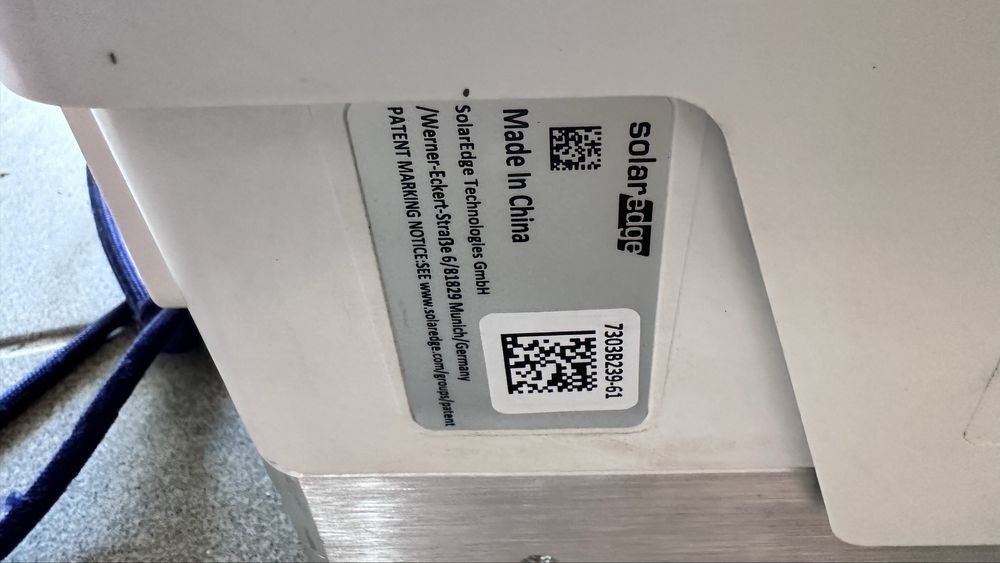 solaredge
7303B239-61
Made In China
SolarEdge Technologies GmbH
/Werner-Eckert-Straße 6/81829 Munich/Germany
PATENT MARKING NOTICE:SEE www.solaredge.com/groups/patent